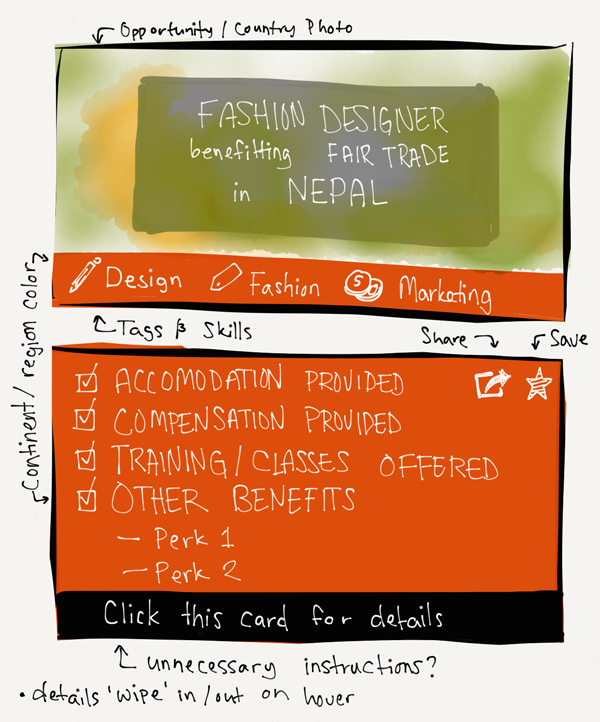 Opportunity / Country Photo
FASHION DESIGNER
benefitting FAIR TRADE
in NEPAL
Design Fashion 5 Marketing
Continent / region color
Tags & Skills
Share
Save
ACCOMODATION PROVIDED
COMPENSATION PROVIDED
TRAINING/CLASSES OFFERED
OTHER BENEFITS
– Perk 1
– Perk 2
Click this card for details
unnecessary instructions?
• details 'wipe' in/out on hover